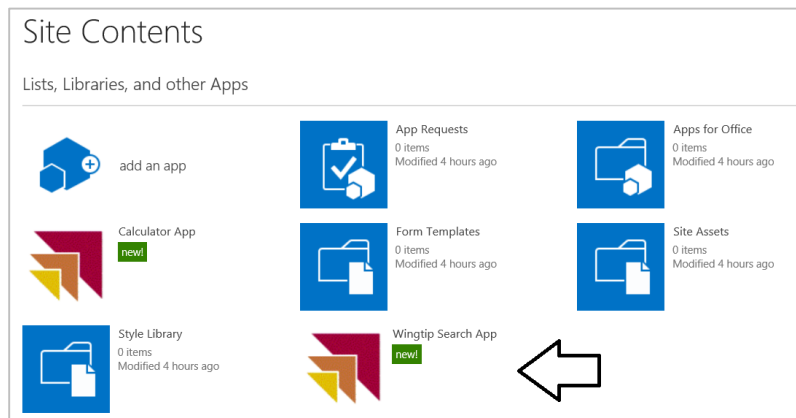 Site Contents
Lists, Libraries, and other Apps
add an app
App Requests
0 items
Modified 4 hours ago
Apps for Office
0 items
Modified 4 hours ago
Calculator App
new!
Form Templates
0 items
Modified 4 hours ago
Site Assets
0 items
Modified 4 hours ago
Style Library
0 items
Modified 4 hours ago
Wingtip Search App
new!